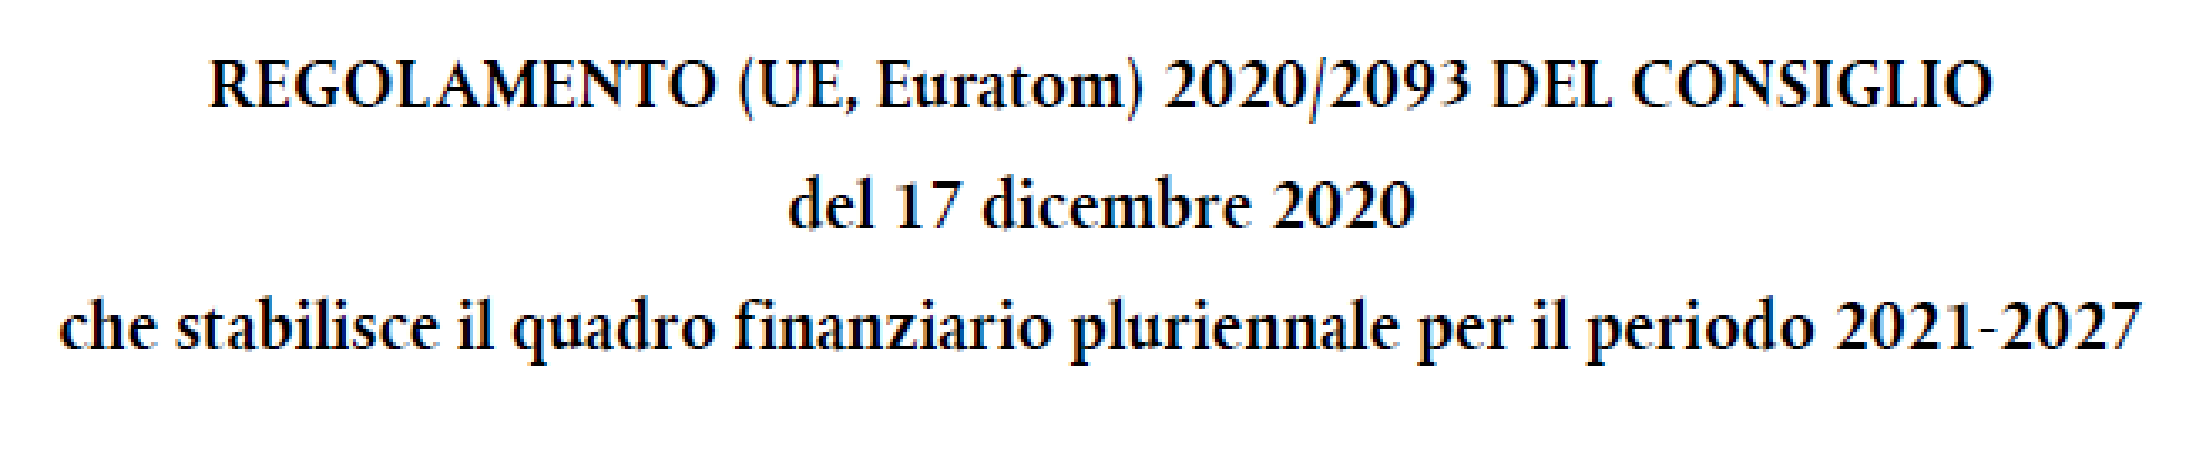 REGOLAMENTO (UE, Euratom) 2020/2093 DEL CONSIGLIO
del 17 dicembre 2020
che stabilisce il quadro finanziario pluriennale per il periodo 2021-2027